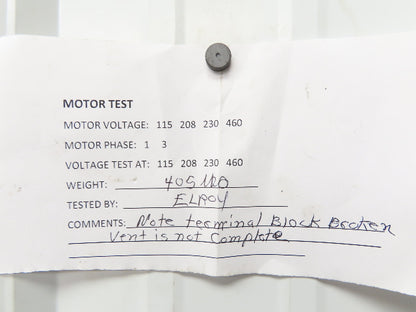 MOTOR TEST
MOTOR VOLTAGE: 115 208 230 460
MOTOR PHASE: 1 3
VOLTAGE TEST AT: 115 208 230 460
WEIGHT: 405
TESTED BY: ELROY
COMMENTS: Note terminal Block Broken
Vent is not Complete